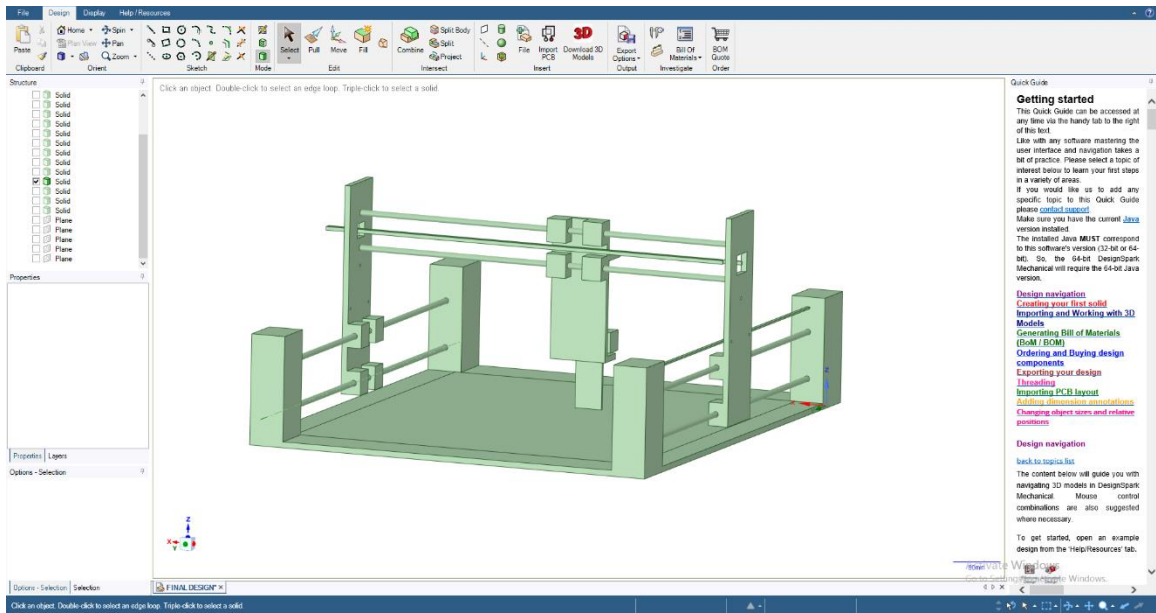 File Design Display Help/Resources
Home Spin
Plan View Pan
Zoom
Paste
Select Pull Move Fill
Combine
Split Body
Split
Project
File Import PCB Download 3D Models
3D
Export Options
Bill Of Materials
BOM Quote
Clipboard Orient Sketch Mode Edit Intersect Insert Output Investigate Order
Structure
Solid
Solid
Solid
Solid
Solid
Solid
Solid
Solid
Solid
Solid
Solid
Solid
Solid
Plane
Plane
Plane
Plane
Plane
Properties
Properties Layers
Options - Selection
Options - Selection Selection
Click an object. Double-click to select an edge loop. Triple-click to select a solid.
Z
Z
X
Y
FINAL DESIGN* ×
Quick Guide
Getting started
This Quick Guide can be accessed at
any time via the handy tab to the right
of this text.
Like with any software mastering the
user interface and navigation takes a
bit of practice. Please select a topic of
interest below to learn your first steps
in a variety of areas.
If you would like us to add any
specific topic to this Quick Guide
please contact support.
Make sure you have the current Java
version installed.
The installed Java MUST correspond
to this software's version (32-bit or 64-
bit). So, the 64-bit DesignSpark
Mechanical will require the 64-bit Java
version.
Design navigation
Creating your first solid
Importing and Working with 3D
Models
Generating Bill of Materials
(BoM / BOM)
Ordering and Buying design
components
Exporting your design
Threading
Importing PCB layout
Adding dimension annotations
Changing object sizes and relative
positions
Design navigation
back to topics list
The content below will guide you with
navigating 3D models in DesignSpark
Mechanical. Mouse control
combinations are also suggested
where necessary.
To get started, open an example
design from the 'Help/Resources' tab.
Click an object. Double-click to select an edge loop. Triple-click to select a solid